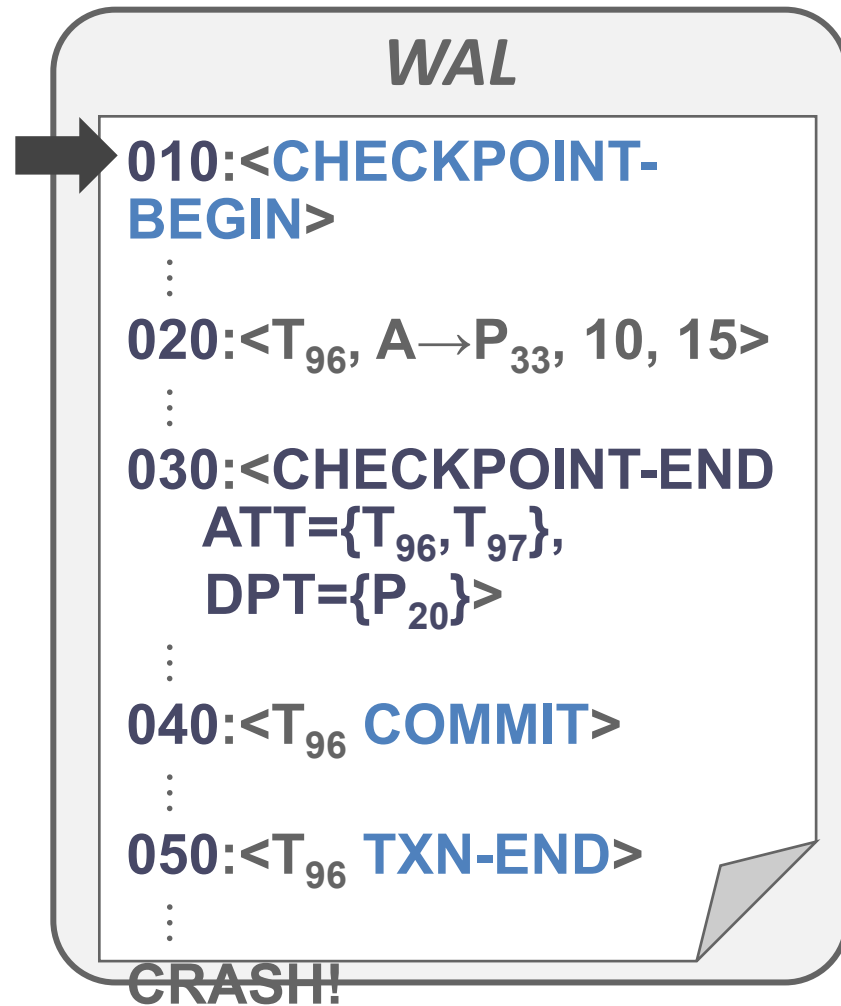 WAL
010:<CHECKPOINT-
BEGIN>
⋮
020:<T₉₆, A→P₃₃, 10, 15>
⋮
030:<CHECKPOINT-END
ATT={T₉₆,T₉₇},
DPT={P₂₀}>
⋮
040:<T₉₆ COMMIT>
⋮
050:<T₉₆ TXN-END>
⋮
CRASH!